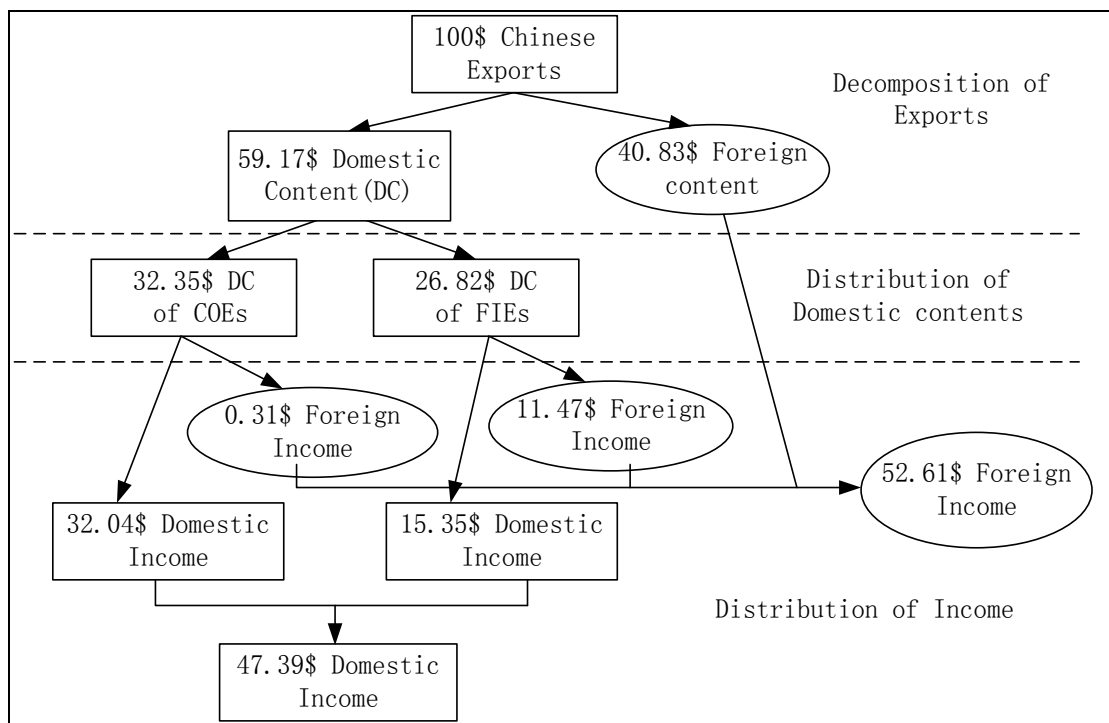 100$ Chinese
Exports
Decomposition of
Exports
59.17$ Domestic
Content(DC)
40.83$ Foreign
content
32.35$ DC
of COEs
26.82$ DC
of FIEs
Distribution of
Domestic contents
0.31$ Foreign
Income
11.47$ Foreign
Income
52.61$ Foreign
Income
32.04$ Domestic
Income
15.35$ Domestic
Income
Distribution of Income
47.39$ Domestic
Income